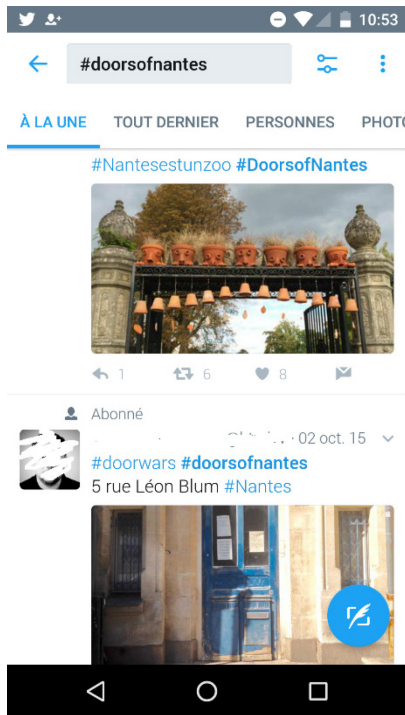 10:53
#doorsofnantes
À LA UNE TOUT DERNIER PERSONNES PHOTO
#Nantesestunzoo #DoorsofNantes
1 6 8
Abonné
· 02 oct. 15
#doorwars #doorsofnantes
5 rue Léon Blum #Nantes